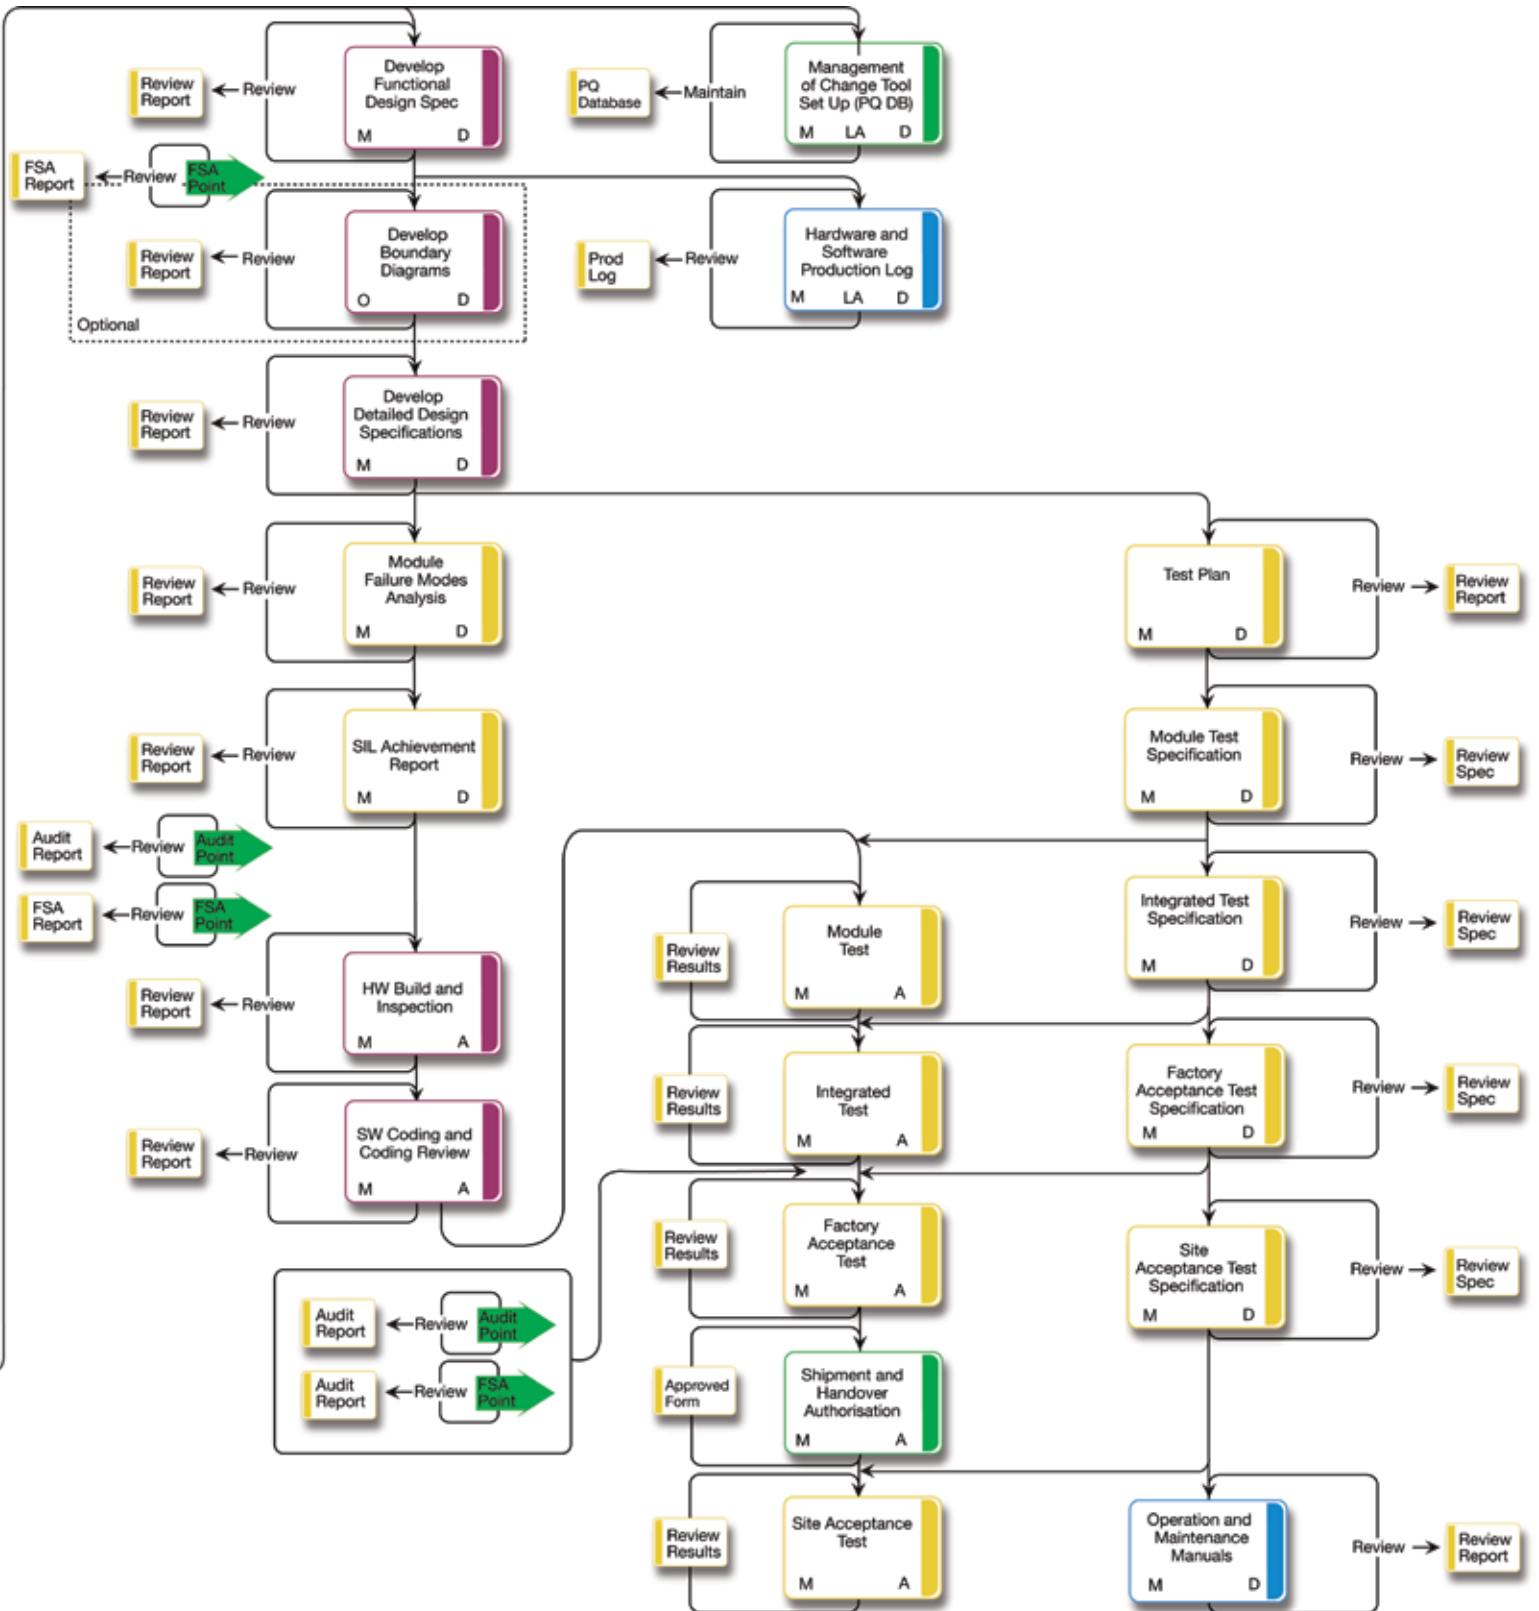 Develop
Functional
Design Spec
M D
Review
Review
Report
Management
of Change Tool
Set Up (PQ DB)
M LA D
Maintain
PQ
Database
FSA
Report
Review
FSA
Point
Develop
Boundary
Diagrams
O D
Review
Review
Report
Optional
Hardware and
Software
Production Log
M LA D
Review
Prod
Log
Develop
Detailed Design
Specifications
M D
Review
Review
Report
Module
Failure Modes
Analysis
M D
Review
Review
Report
Test Plan
M D
Review
Review
Report
SIL Achievement
Report
M D
Review
Review
Report
Module Test
Specification
M D
Review
Review
Spec
Audit
Report
Review
Audit
Point
FSA
Report
Review
FSA
Point
Module
Test
M A
Review
Results
Integrated Test
Specification
M D
Review
Review
Spec
HW Build and
Inspection
M A
Review
Review
Report
Integrated
Test
M A
Review
Results
Factory
Acceptance Test
Specification
M D
Review
Review
Spec
SW Coding and
Coding Review
M A
Review
Review
Report
Factory
Acceptance
Test
M A
Review
Results
Site
Acceptance Test
Specification
M D
Review
Review
Spec
Audit
Report
Review
Audit
Point
Audit
Report
Review
FSA
Point
Shipment and
Handover
Authorisation
M A
Approved
Form
Site Acceptance
Test
M A
Review
Results
Operation and
Maintenance
Manuals
M D
Review
Review
Report